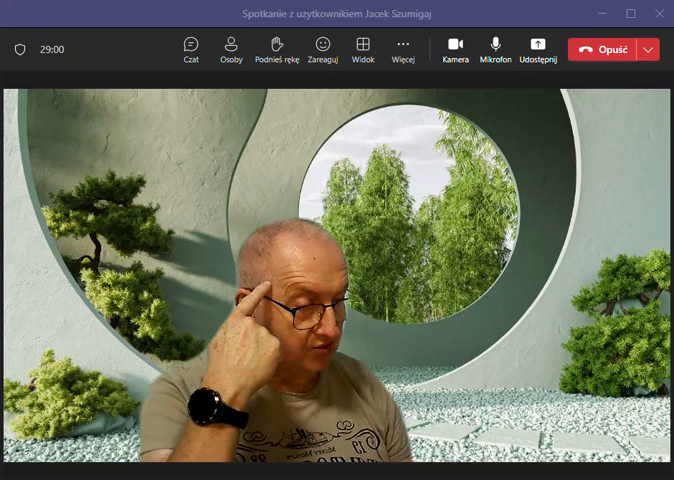 Spotkanie z użytkownikiem Jacek Szumigaj
29:00
Czat
Osoby
Podnieś rękę
Zareaguj
Widok
Więcej
Kamera
Mikrofon
Udostępnij
Opuść